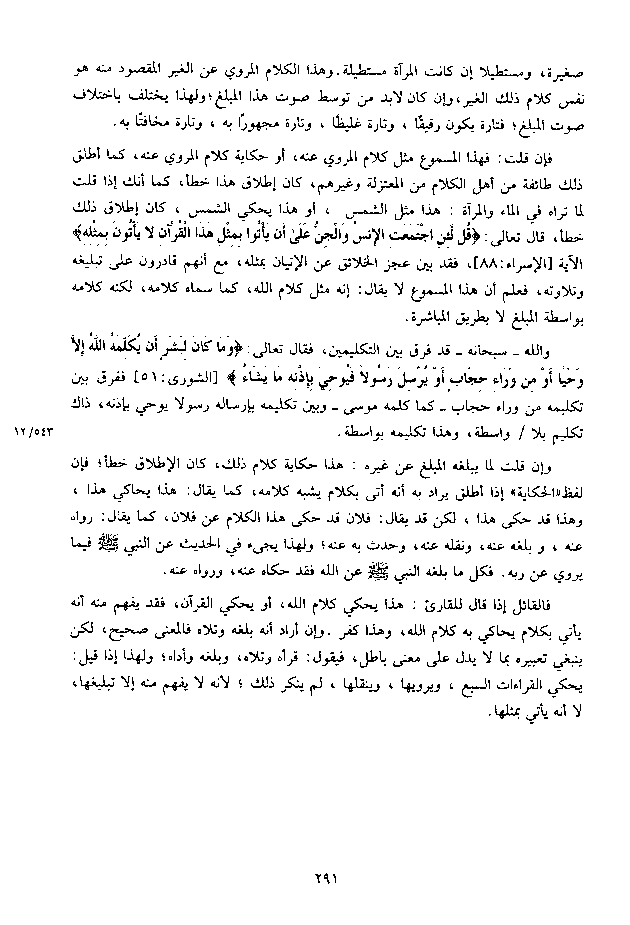 صغيرة، ومستطيلا إن كانت المرآة مستطيلة. وهذا الكلام المروي عن الغير المقصود منه هو
نفس كلام ذلك الغير، وإن كان لابد من توسط صوت هذا المبلغ؛ ولهذا يختلف باختلاف
صوت المبلغ؛ فتارة يكون رقيقًا ، وتارة غليظًا ، وتارة مجهورًا به ، وتارة مخافتًا به.
فإن قلت: فهذا المسموع مثل كلام المروي عنه، أو حكاية كلام المروي عنه، كما أطلق
ذلك طائفة من أهل الكلام من المعتزلة وغيرهم، كان إطلاق هذا خطأ، كما أنك إذا قلت
لما تراه في الماء والمرآة : هذا مثل الشمس ، أو هذا يحكي الشمس ، كان إطلاق ذلك
خطأ، قال تعالى: ﴿قُل لَّئِنِ اجْتَمَعَتِ الإِنسُ وَالْجِنُّ عَلَىٰ أَن يَأْتُوا بِمِثْلِ هَذَا الْقُرْآنِ لا يَأْتُونَ بِمِثْلِهِ﴾
الآية [الإسراء:٨٨]، فقد بين عجز الخلائق عن الإتيان بمثله، مع أنهم قادرون على تبليغه
وتلاوته، فعلم أن هذا المسموع لا يقال: إنه مثل كلام الله، كما سماه كلامه، لكنه كلامه
بواسطة المبلغ لا بطريق المباشرة.
والله ـ سبحانه ـ قد فرق بين التكليمين، فقال تعالى: ﴿وَمَا كَانَ لِبَشَرٍ أَن يُكَلِّمَهُ اللَّهُ إِلاَّ
وَحْيًا أَوْ مِن وَرَاءِ حِجَابٍ أَوْ يُرْسِلَ رَسُولاً فَيُوحِيَ بِإِذْنِهِ مَا يَشَاءُ ﴾ [الشورى:٥١] ففرق بين
تكليمه من وراء حجاب ـ كما كلمه موسى ـ وبين تكليمه بإرساله رسولا يوحي بإذنه، ذاك
تكليم بلا / واسطة، وهذا تكليمه بواسطة. ١٢/٥٤٣
وإن قلت لما يبلغه المبلغ عن غيره : هذا حكاية كلام ذلك، كان الإطلاق خطأ؛ فإن
لفظ «الحكاية» إذا أطلق يراد به أنه أتى بكلام يشبه كلامه، كما يقال: هذا يحاكي هذا ،
وهذا قد حكى هذا ، لكن قد يقال: فلان قد حكى هذا الكلام عن فلان، كما يقال: رواه
عنه ، و بلغه عنه، ونقله عنه، وحدث به عنه؛ ولهذا يجيء في الحديث عن النبي ﷺ فيما
يروي عن ربه. فكل ما بلغه النبي ﷺ عن الله فقد حكاه عنه، ورواه عنه.
فالقائل إذا قال للقارئ : هذا يحكي كلام الله، أو يحكي القرآن، فقد يفهم منه أنه
يأتي بكلام يحاكي به كلام الله، وهذا كفر .وإن أراد أنه بلغه وتلاه فالمعنى صحيح، لكن
ينبغي تعبيره بما لا يدل على معنى باطل، فيقول: قرأه وتلاه، وبلغه وأداه؛ ولهذا إذا قيل:
يحكي القراءات السبع ، ويرويها ، وينقلها ، لم ينكر ذلك ؛ لأنه لا يفهم منه إلا تبليغها،
لا أنه يأتي بمثلها.
٢٩١